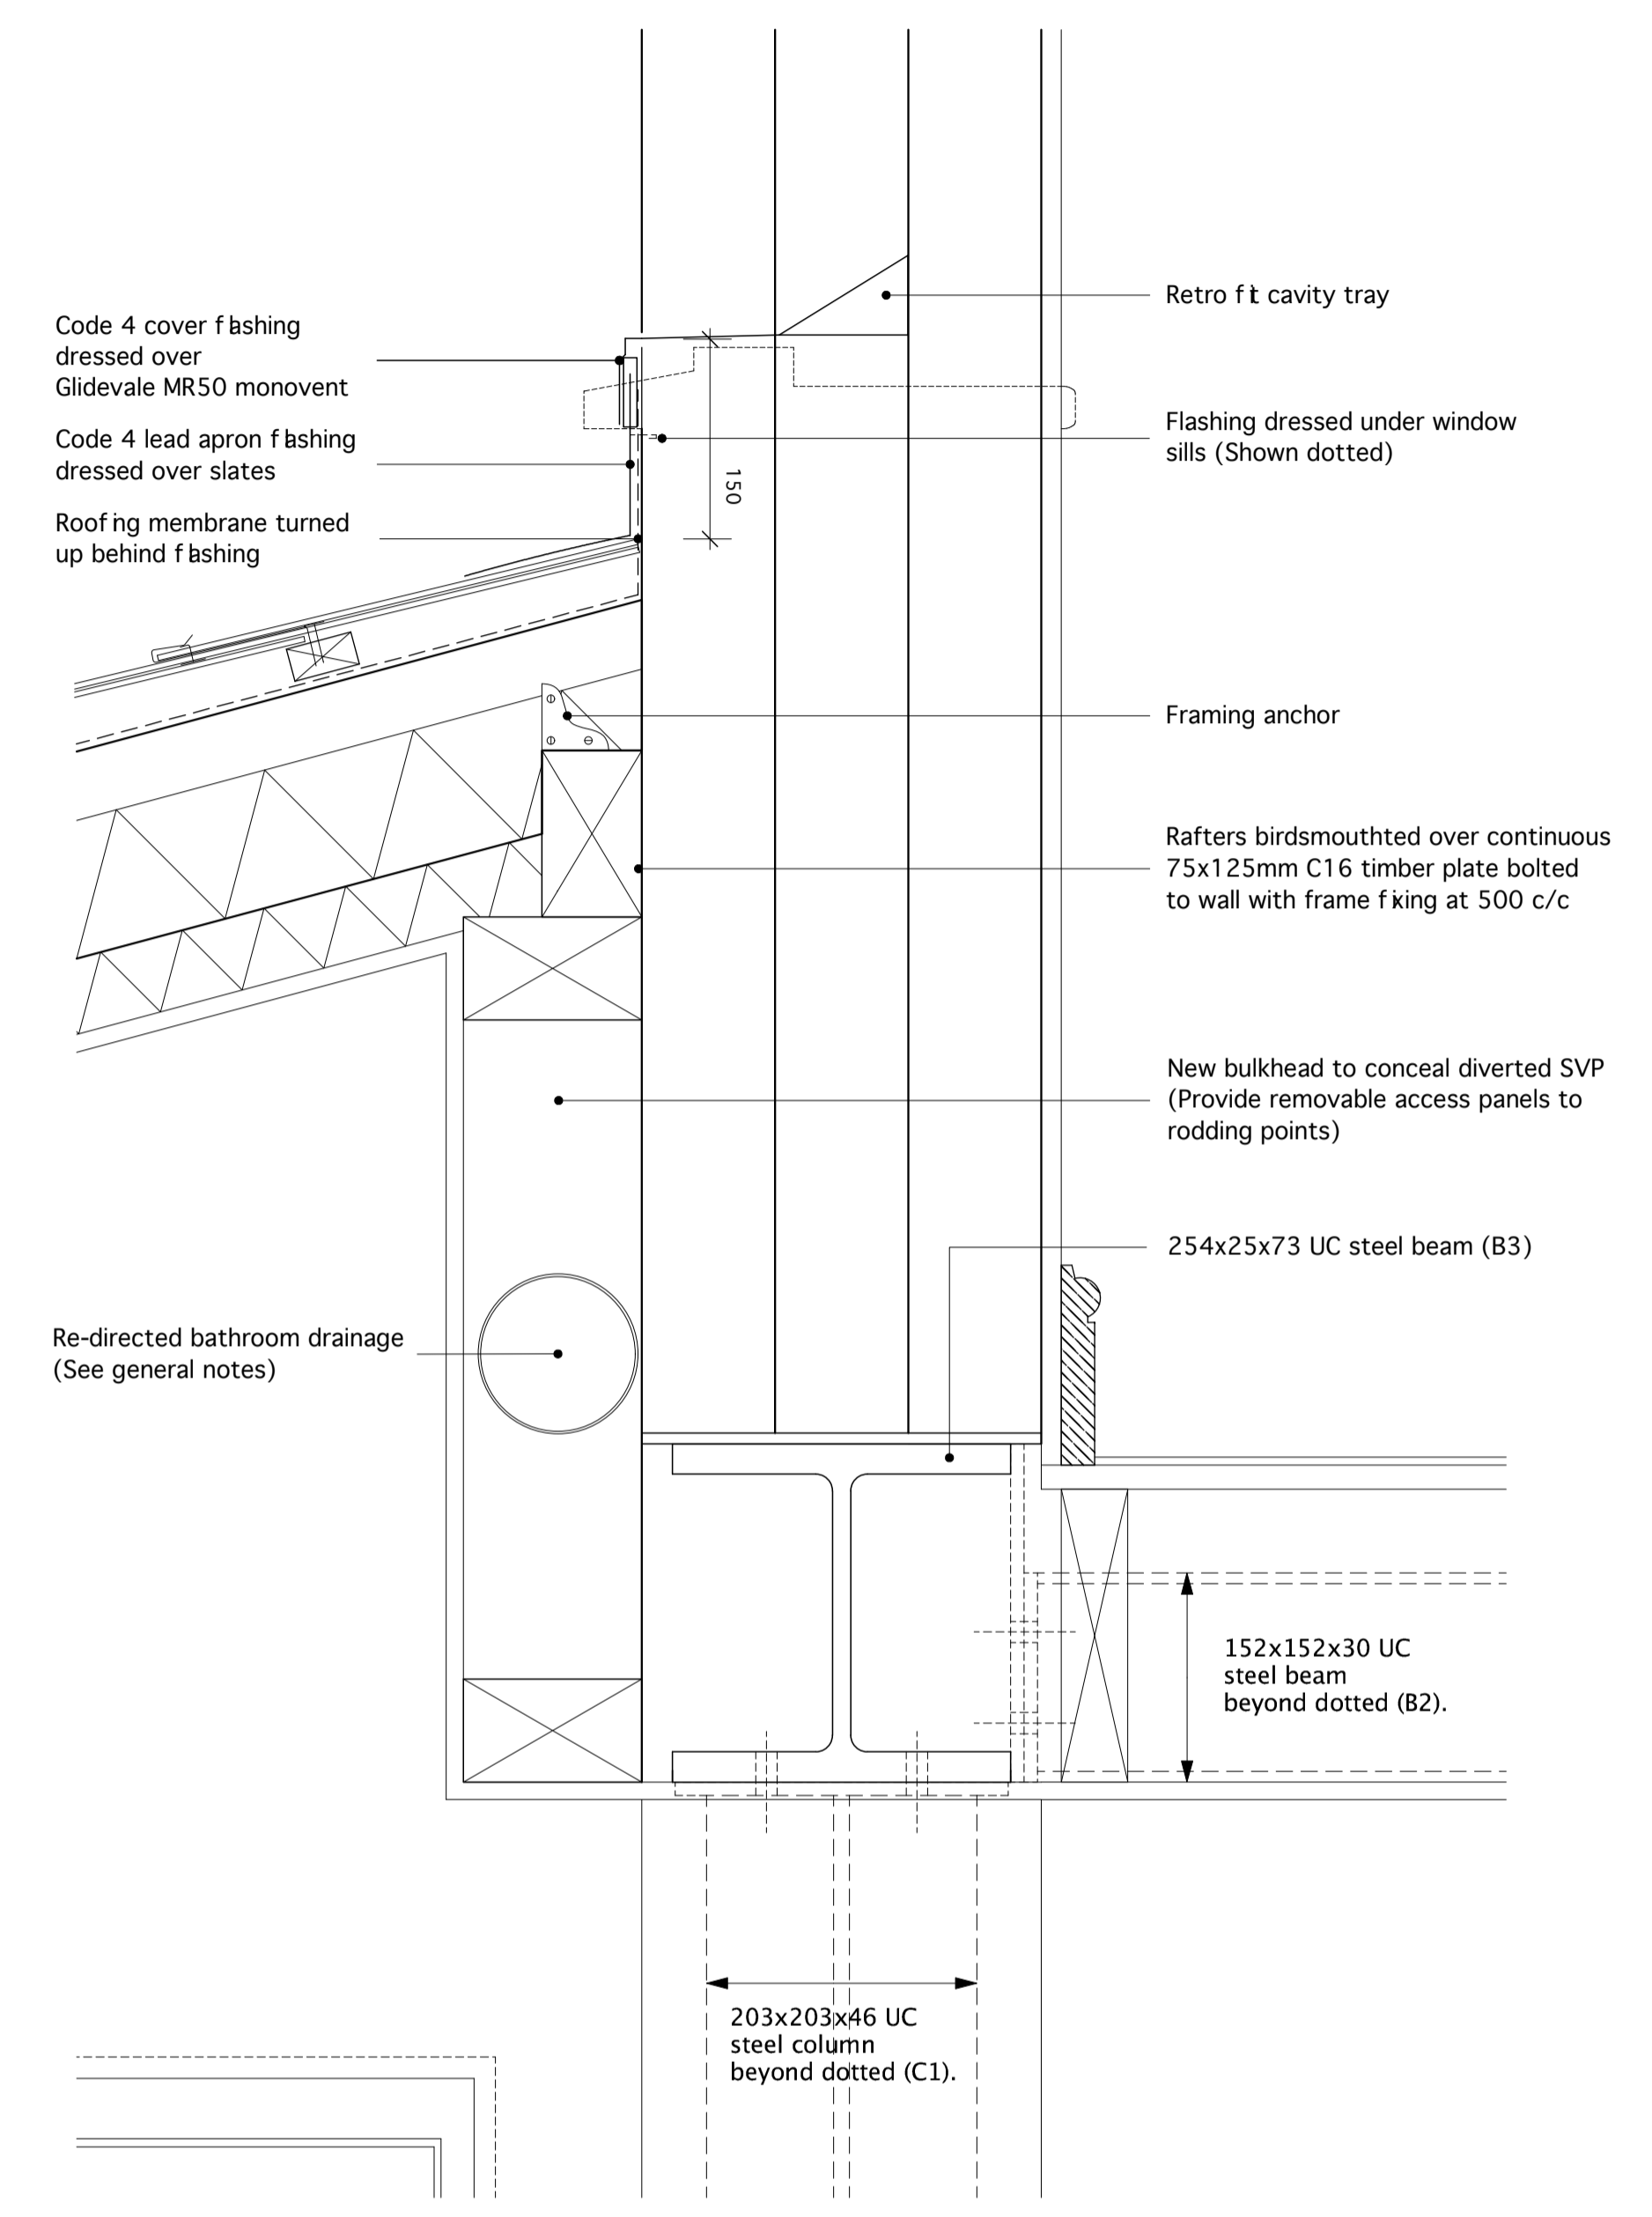 Code 4 cover flashing
dressed over
Glidevale MR50 monovent
Code 4 lead apron flashing
dressed over slates
Roofing membrane turned
up behind flashing
150
Retro fit cavity tray
Flashing dressed under window
sills (Shown dotted)
Framing anchor
Rafters birdsmouthted over continuous
75x125mm C16 timber plate bolted
to wall with frame fixing at 500 c/c
New bulkhead to conceal diverted SVP
(Provide removable access panels to
rodding points)
254x25x73 UC steel beam (B3)
Re-directed bathroom drainage
(See general notes)
152x152x30 UC
steel beam
beyond dotted (B2).
203x203x46 UC
steel column
beyond dotted (C1).